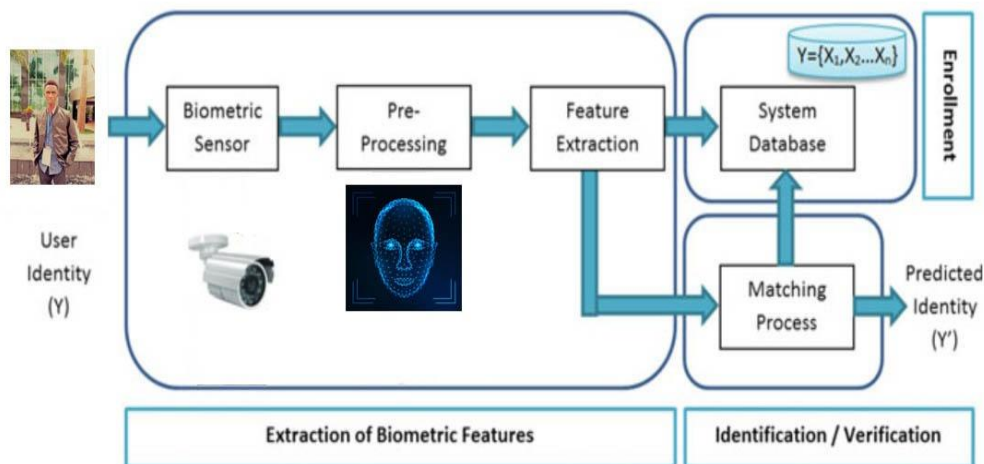 User
Identity
(Y)
Biometric
Sensor
Pre-
Processing
Feature
Extraction
Y={X₁,X₂...Xₙ}
System
Database
Enrollment
Matching
Process
Predicted
Identity
(Y')
Extraction of Biometric Features
Identification / Verification